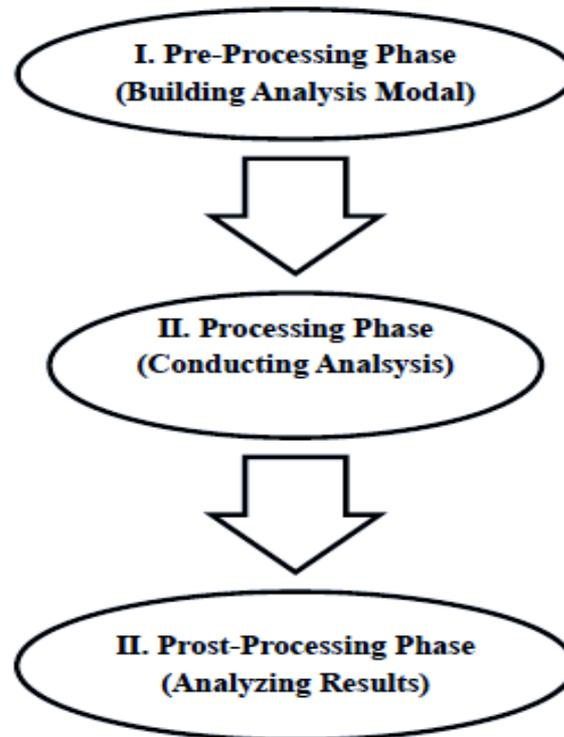 I. Pre-Processing Phase
(Building Analysis Modal)
II. Processing Phase
(Conducting Analsysis)
II. Prost-Processing Phase
(Analyzing Results)